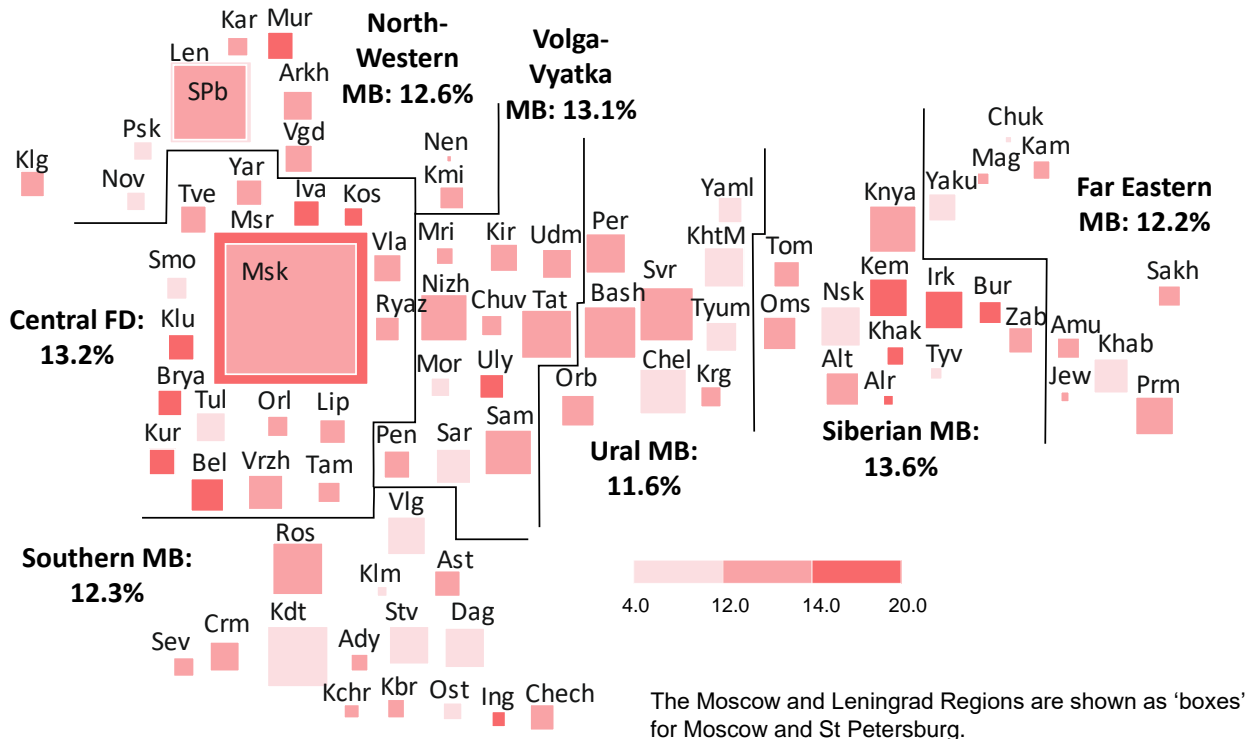 Kar
Mur
North-
Western
MB: 12.6%
Volga-
Vyatka
MB: 13.1%
Len
SPb
Arkh
Psk
Vgd
Klg
Nov
Nen
Kmi
Chuk
Mag
Kam
Far Eastern
MB: 12.2%
Tve
Yar
Iva
Kos
Msr
Msk
Vla
Smo
Ryaz
Central FD:
13.2%
Klu
Brya
Tul
Orl
Lip
Kur
Bel
Vrzh
Tam
Mri
Kir
Udm
Nizh
Chuv
Tat
Mor
Uly
Pen
Sar
Sam
Per
Bash
Svr
Yaml
KhtM
Tyum
Chel
Orb
Krg
Ural MB:
11.6%
Tom
Oms
Nsk
Knya
Kem
Khak
Alt
Alr
Irk
Tyv
Bur
Zab
Siberian MB:
13.6%
Yaku
Sakh
Amu
Khab
Jew
Prm
Southern MB:
12.3%
Ros
Vlg
Klm
Ast
Kdt
Stv
Dag
Sev
Crm
Ady
Kchr
Kbr
Ost
Ing
Chech
4.0 12.0 14.0 20.0
The Moscow and Leningrad Regions are shown as ‘boxes’
for Moscow and St Petersburg.